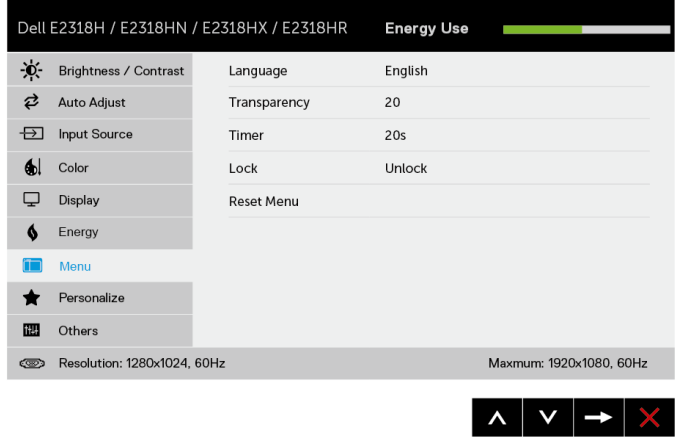 Dell E2318H / E2318HN / E2318HX / E2318HR Energy Use
Brightness / Contrast Language English
Auto Adjust Transparency 20
Input Source Timer 20s
Color Lock Unlock
Display Reset Menu
Energy
Menu
Personalize
Others
Resolution: 1280x1024, 60Hz Maxmum: 1920x1080, 60Hz